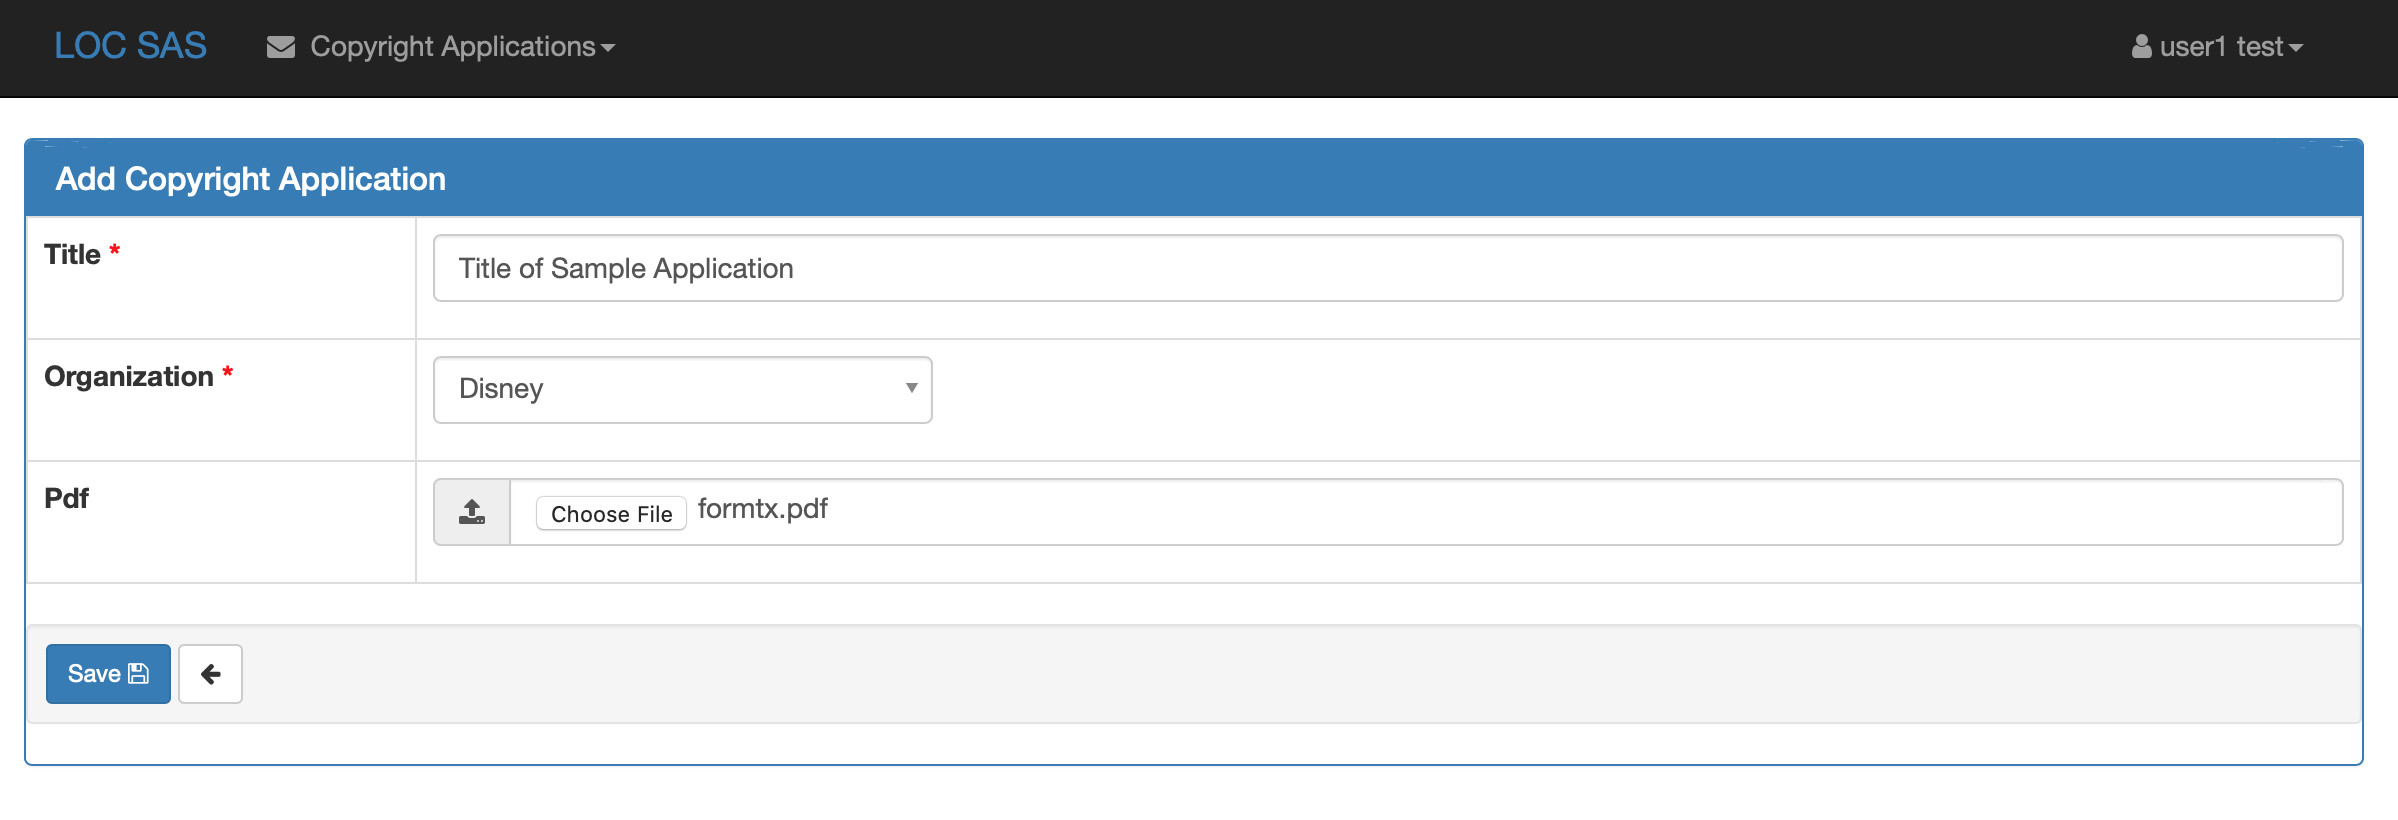 LOC SAS Copyright Applications user1 test
Add Copyright Application
Title * Title of Sample Application
Organization * Disney
Pdf Choose File formtx.pdf
Save